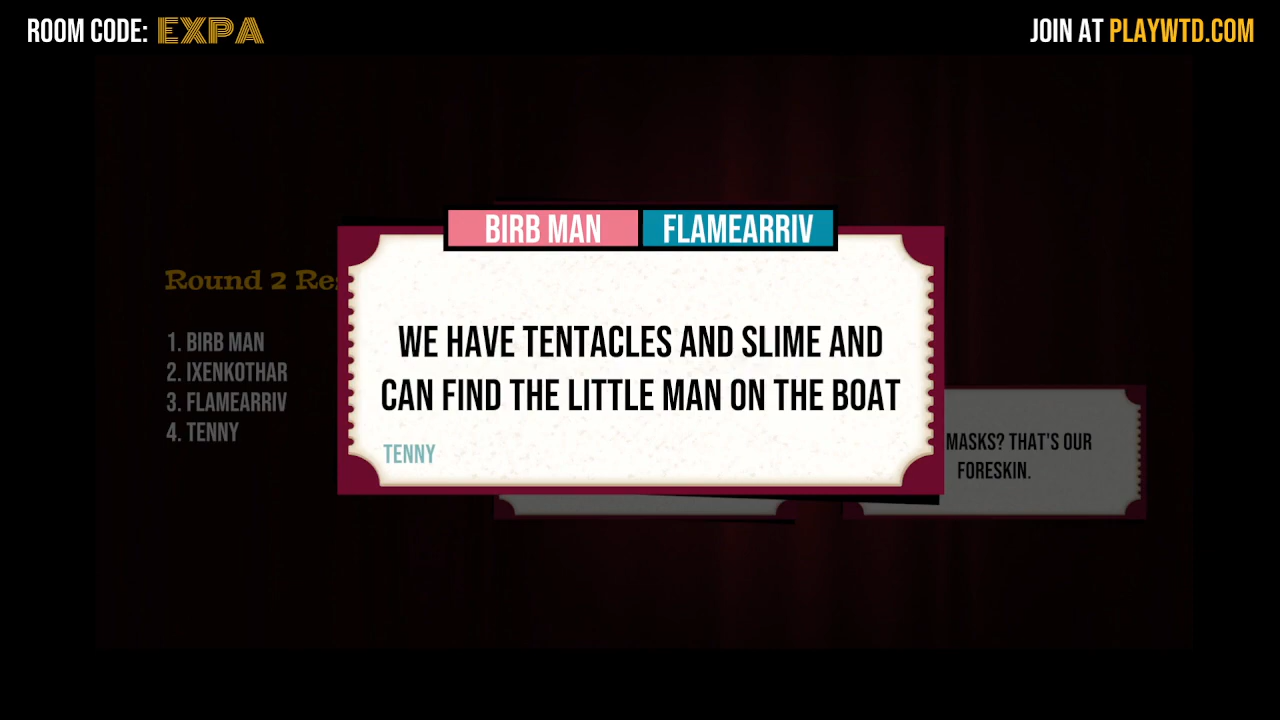 ROOM CODE: EXPA
JOIN AT PLAYWTD.COM
BIRB MAN
FLAMEARRIV
WE HAVE TENTACLES AND SLIME AND
CAN FIND THE LITTLE MAN ON THE BOAT
TENNY
Round 2
1. BIRB MAN
2. IXENKOTHAR
3. FLAMEARRIV
4. TENNY
MASKS? THAT'S OUR
FORESKIN.